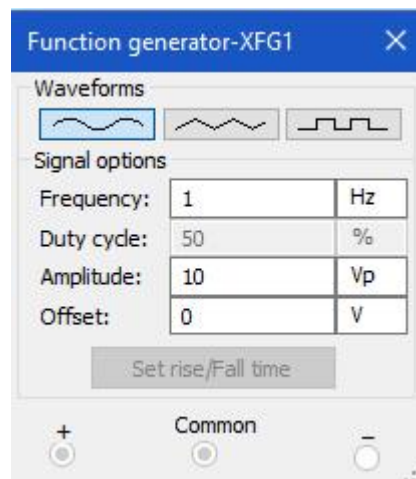 Function generator-XFG1
Waveforms
Signal options
Frequency: 1 Hz
Duty cycle: 50 %
Amplitude: 10 Vp
Offset: 0 V
Set rise/Fall time
+ Common −